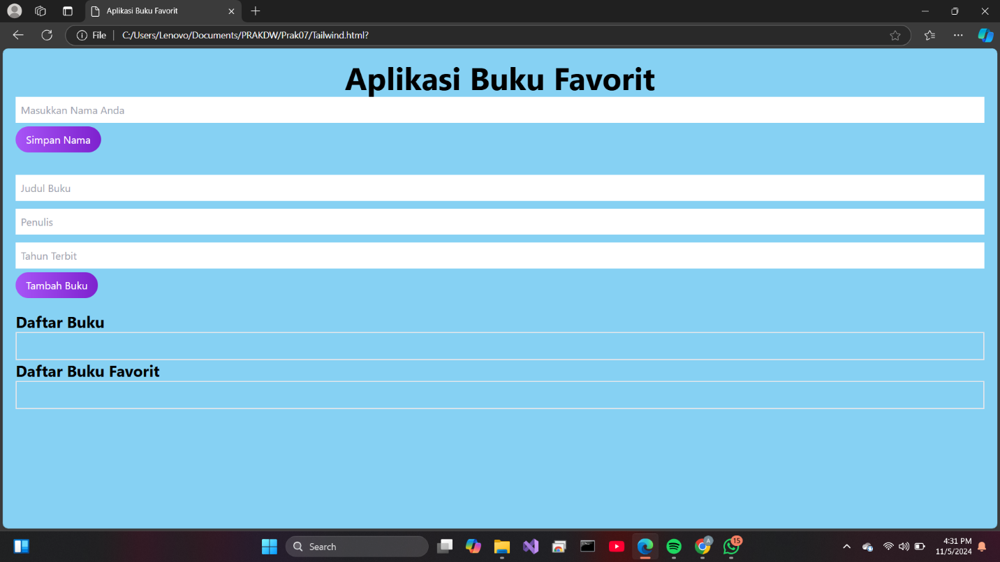 Aplikasi Buku Favorit
File
C:/Users/Lenovo/Documents/PRAKDW/Prak07/Tailwind.html?
Aplikasi Buku Favorit
Masukkan Nama Anda
Simpan Nama
Judul Buku
Penulis
Tahun Terbit
Tambah Buku
Daftar Buku
Daftar Buku Favorit
Search
A
15
4:31 PM
11/5/2024